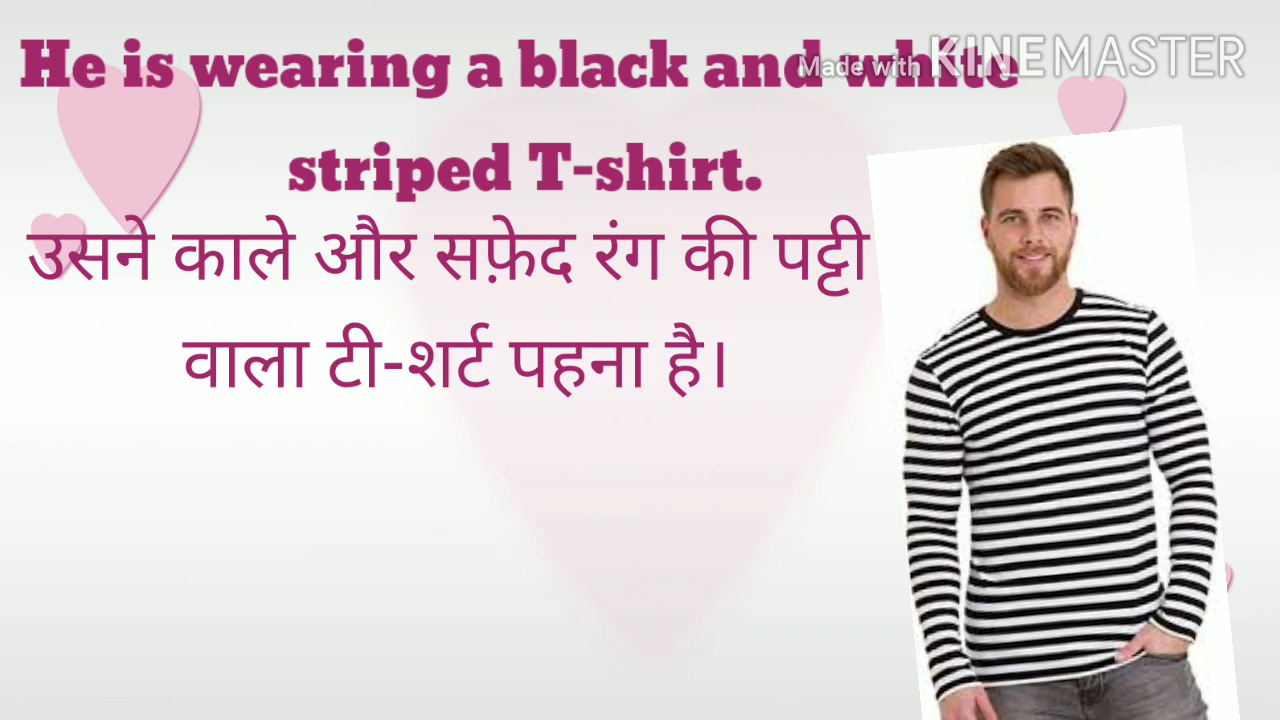 He is wearing a black and white
Made with KINEMASTER
striped T-shirt.
उसने काले और सफ़ेद रंग की पट्टी
वाला टी-शर्ट पहना है।